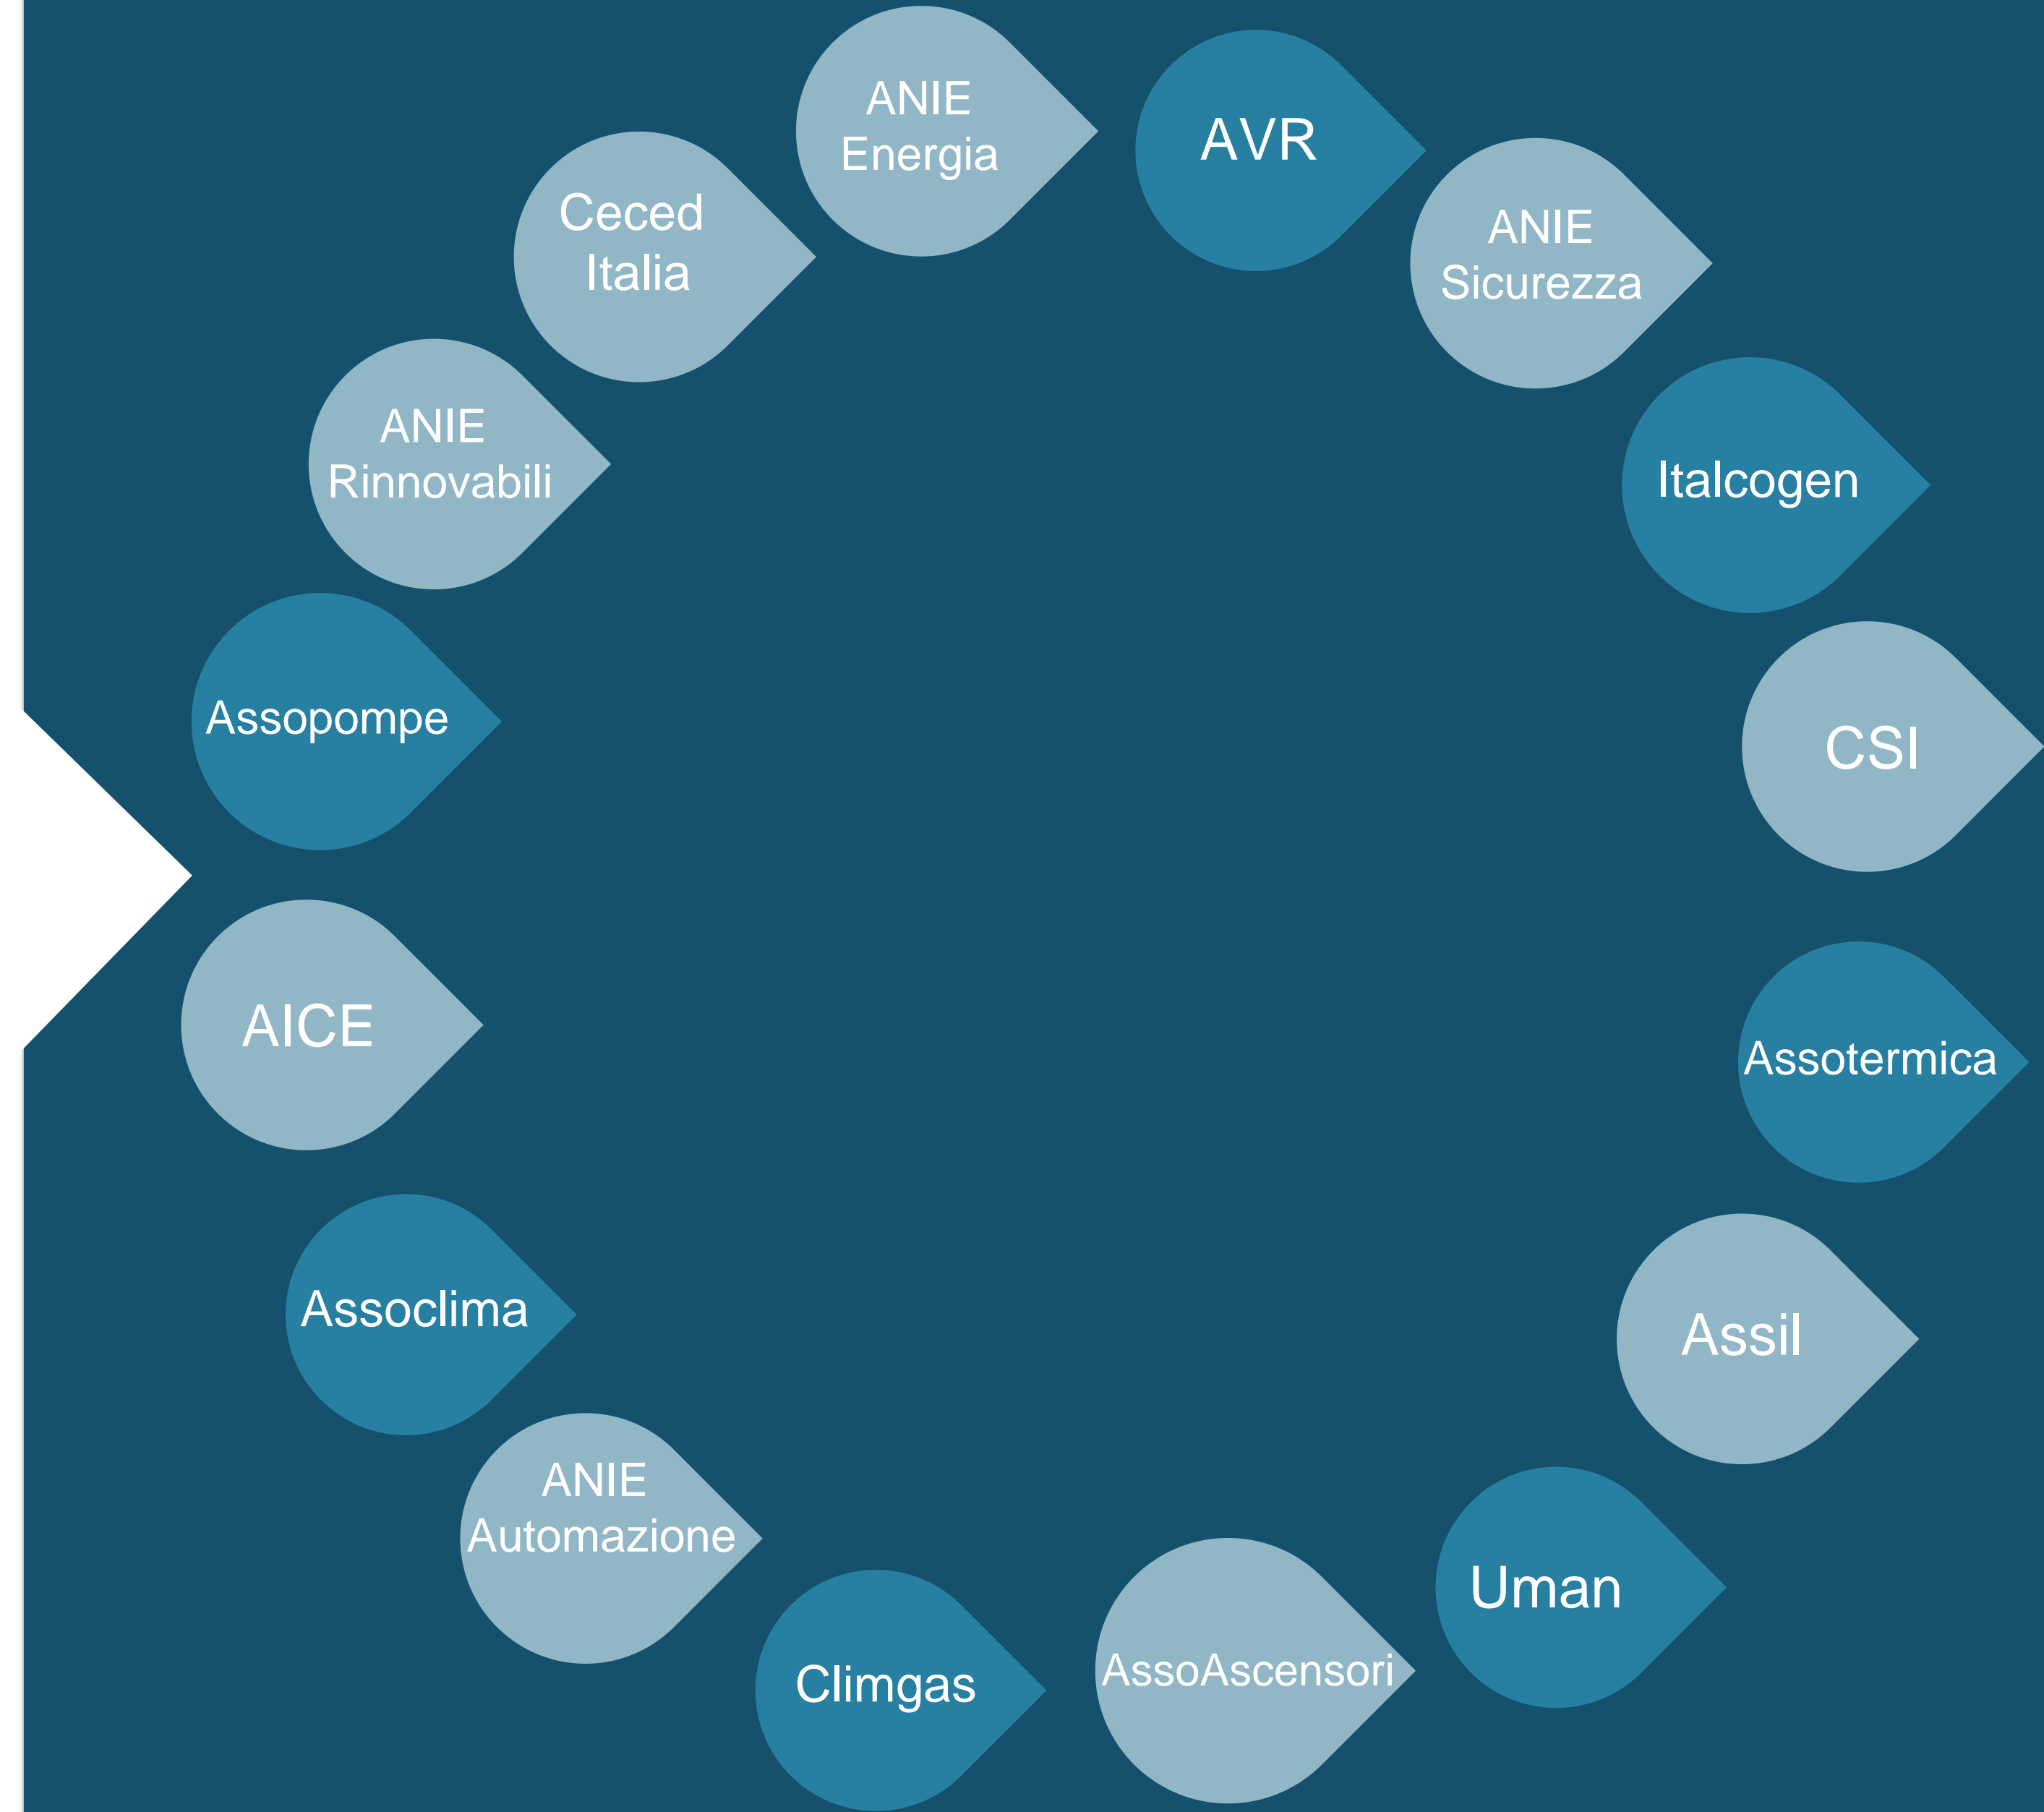 ANIE
Energia
AVR
Ceced
Italia
ANIE
Sicurezza
ANIE
Rinnovabili
Italcogen
Assopompe
CSI
AICE
Assotermica
Assoclima
Assil
ANIE
Automazione
Uman
Climgas
AssoAscensori